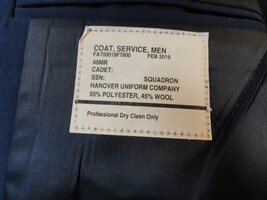 COAT, SERVICE, MEN
FA700019F7800 FEB 2019
40MR
CADET:
SSN: SQUADRON
HANOVER UNIFORM COMPANY
55% POLYESTER, 45% WOOL
Professional Dry Clean Only